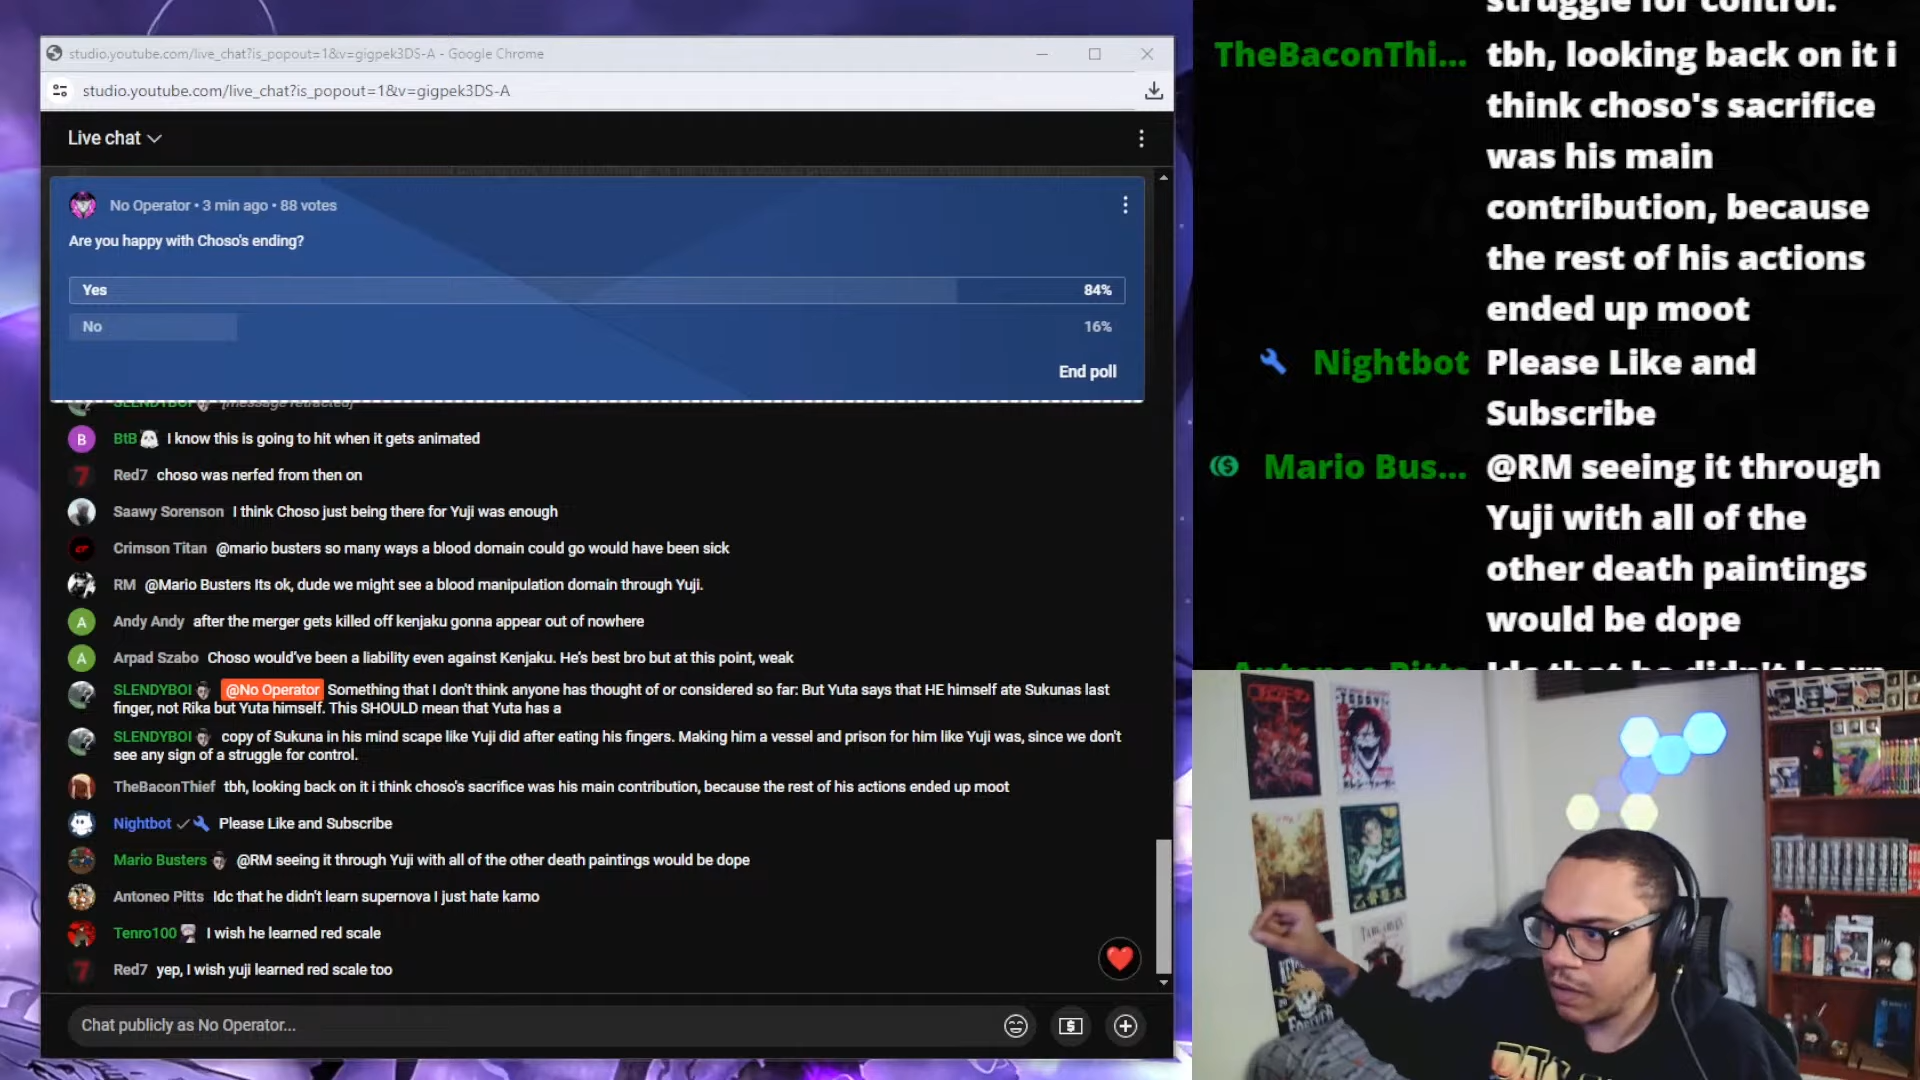 studio.youtube.com/live_chat?is_popout=1&v=gigpek3DS-A - Google Chrome
studio.youtube.com/live_chat?is_popout=1&v=gigpek3DS-A
Live chat
No Operator • 3 min ago • 88 votes
Are you happy with Choso's ending?
Yes 84%
No 16%
End poll
SLENDYBOI [message retracted]
BtB I know this is going to hit when it gets animated
Red7 choso was nerfed from then on
Saawy Sorenson I think Choso just being there for Yuji was enough
Crimson Titan @mario busters so many ways a blood domain could go would have been sick
RM @Mario Busters Its ok, dude we might see a blood manipulation domain through Yuji.
Andy Andy after the merger gets killed off kenjaku gonna appear out of nowhere
Arpad Szabo Choso would've been a liability even against Kenjaku. He's best bro but at this point, weak
SLENDYBOI @No Operator Something that I don't think anyone has thought of or considered so far: But Yuta says that HE himself ate Sukunas last
finger, not Rika but Yuta himself. This SHOULD mean that Yuta has a
SLENDYBOI copy of Sukuna in his mind scape like Yuji did after eating his fingers. Making him a vessel and prison for him like Yuji was, since we don't
see any sign of a struggle for control.
TheBaconThief tbh, looking back on it i think choso's sacrifice was his main contribution, because the rest of his actions ended up moot
Nightbot Please Like and Subscribe
Mario Busters @RM seeing it through Yuji with all of the other death paintings would be dope
Antoneo Pitts Idc that he didn't learn supernova I just hate kamo
Tenro100 I wish he learned red scale
Red7 yep, I wish yuji learned red scale too
Chat publicly as No Operator...
struggle for control.
TheBaconThi... tbh, looking back on it i
think choso's sacrifice
was his main
contribution, because
the rest of his actions
ended up moot
Nightbot Please Like and
Subscribe
Mario Bus... @RM seeing it through
Yuji with all of the
other death paintings
would be dope
Antoneo Pitts Idc that he didn't learn